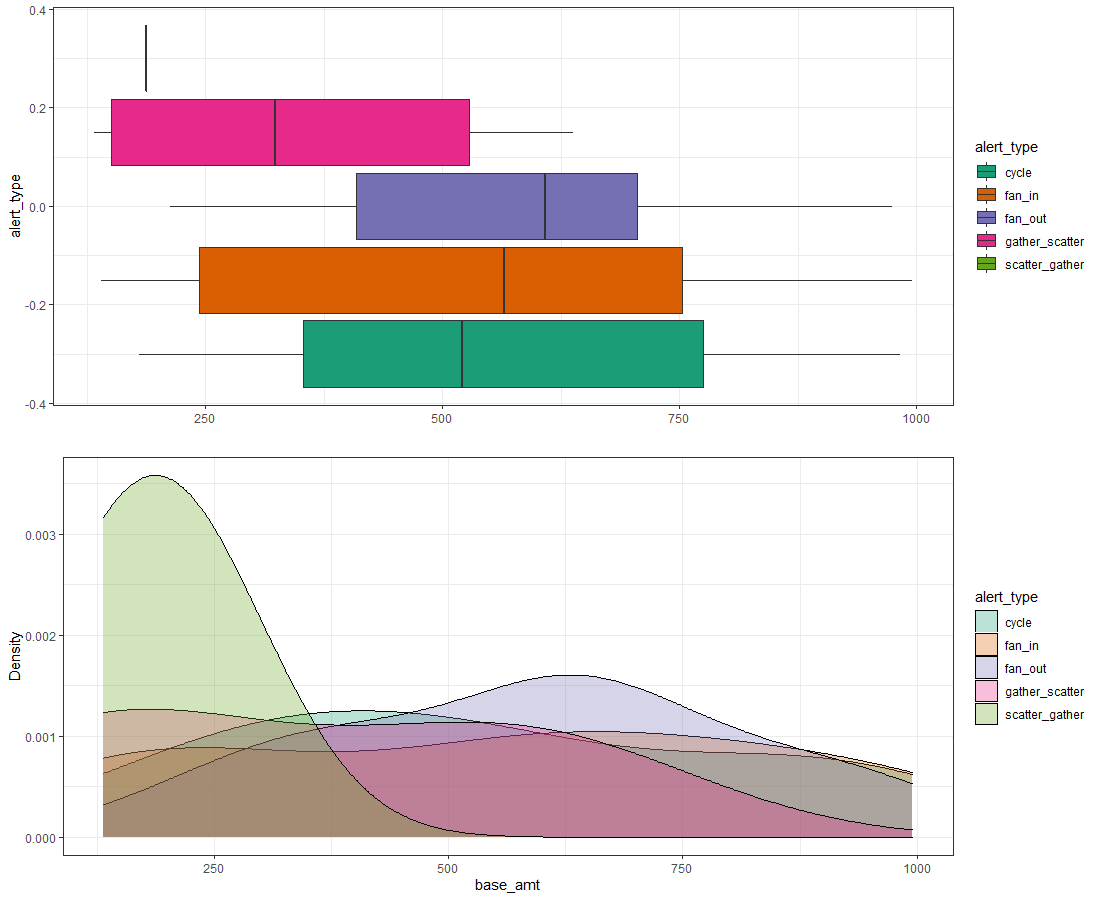 0.4
0.2
0.0
-0.2
-0.4
alert_type
250
500
750
1000
alert_type
cycle
fan_in
fan_out
gather_scatter
scatter_gather
0.003
0.002
0.001
0.000
Density
250
500
750
1000
base_amt
alert_type
cycle
fan_in
fan_out
gather_scatter
scatter_gather